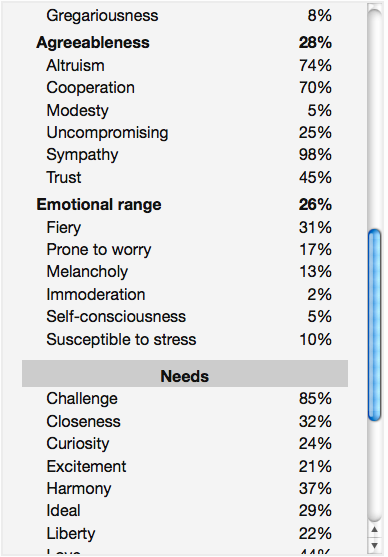 Gregariousness 8%
Agreeableness 28%
Altruism 74%
Cooperation 70%
Modesty 5%
Uncompromising 25%
Sympathy 98%
Trust 45%
Emotional range 26%
Fiery 31%
Prone to worry 17%
Melancholy 13%
Immoderation 2%
Self-consciousness 5%
Susceptible to stress 10%
Needs
Challenge 85%
Closeness 32%
Curiosity 24%
Excitement 21%
Harmony 37%
Ideal 29%
Liberty 22%
Love 44%